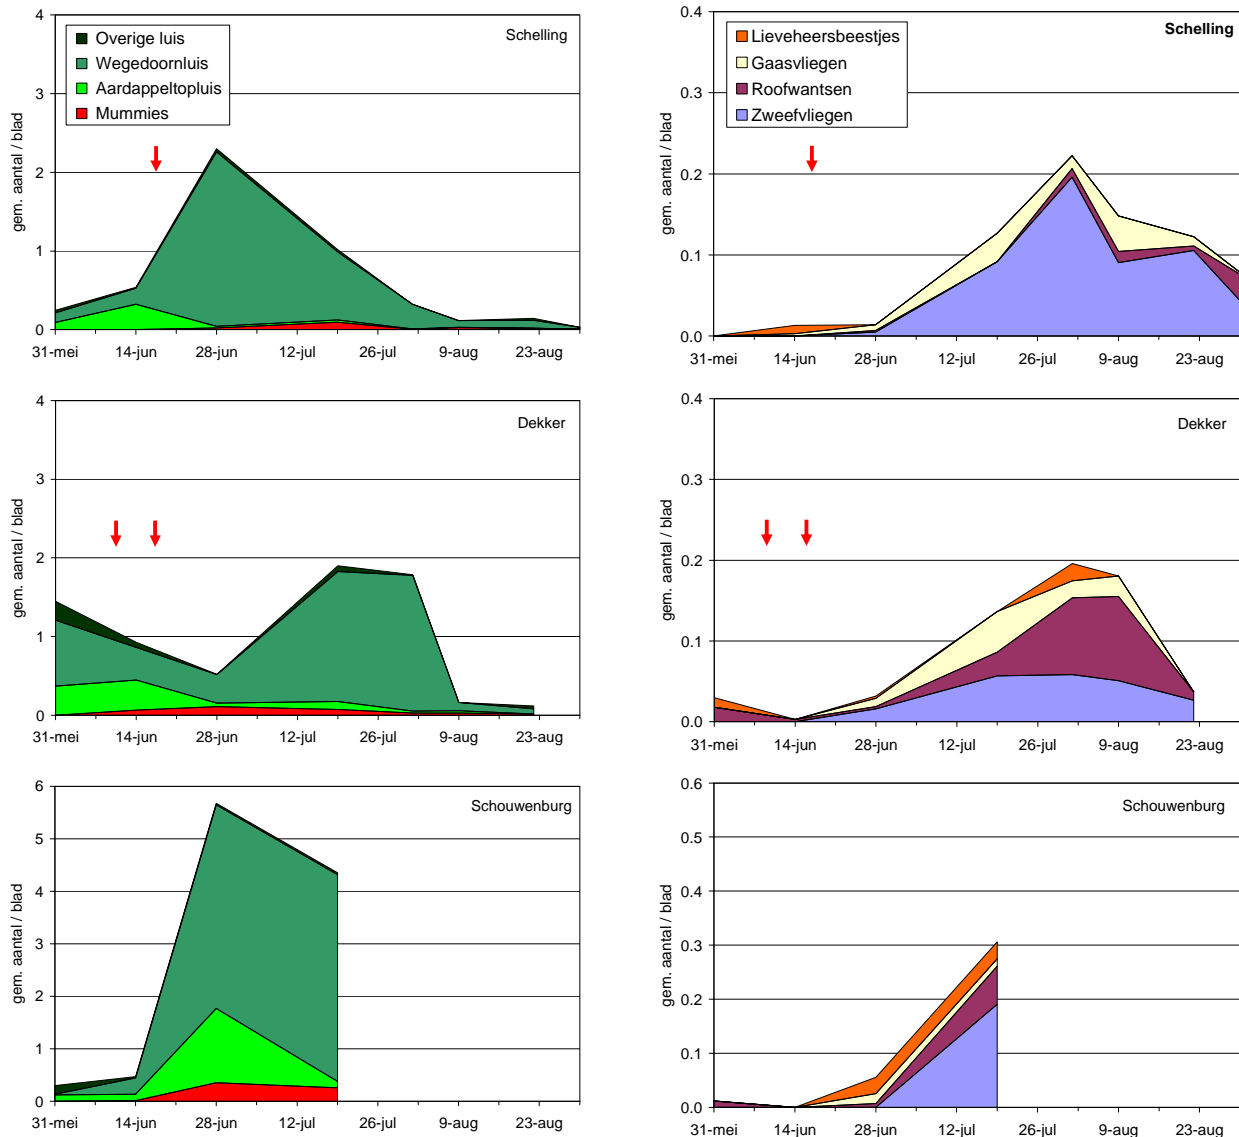 4
3
2
1
0
gem. aantal / blad
Overige luis
Wegedoornluis
Aardappeltopluis
Mummies
Schelling
31-mei 14-jun 28-jun 12-jul 26-jul 9-aug 23-aug
0.4
0.3
0.2
0.1
0.0
gem. aantal / blad
Lieveheersbeestjes
Gaasvliegen
Roofwantsen
Zweefvliegen
Schelling
31-mei 14-jun 28-jun 12-jul 26-jul 9-aug 23-aug
4
3
2
1
0
gem. aantal / blad
Dekker
31-mei 14-jun 28-jun 12-jul 26-jul 9-aug 23-aug
0.4
0.3
0.2
0.1
0.0
gem. aantal / blad
Dekker
31-mei 14-jun 28-jun 12-jul 26-jul 9-aug 23-aug
6
5
4
3
2
1
0
gem. aantal / blad
Schouwenburg
31-mei 14-jun 28-jun 12-jul 26-jul 9-aug 23-aug
0.6
0.5
0.4
0.3
0.2
0.1
0.0
gem. aantal / blad
Schouwenburg
31-mei 14-jun 28-jun 12-jul 26-jul 9-aug 23-aug